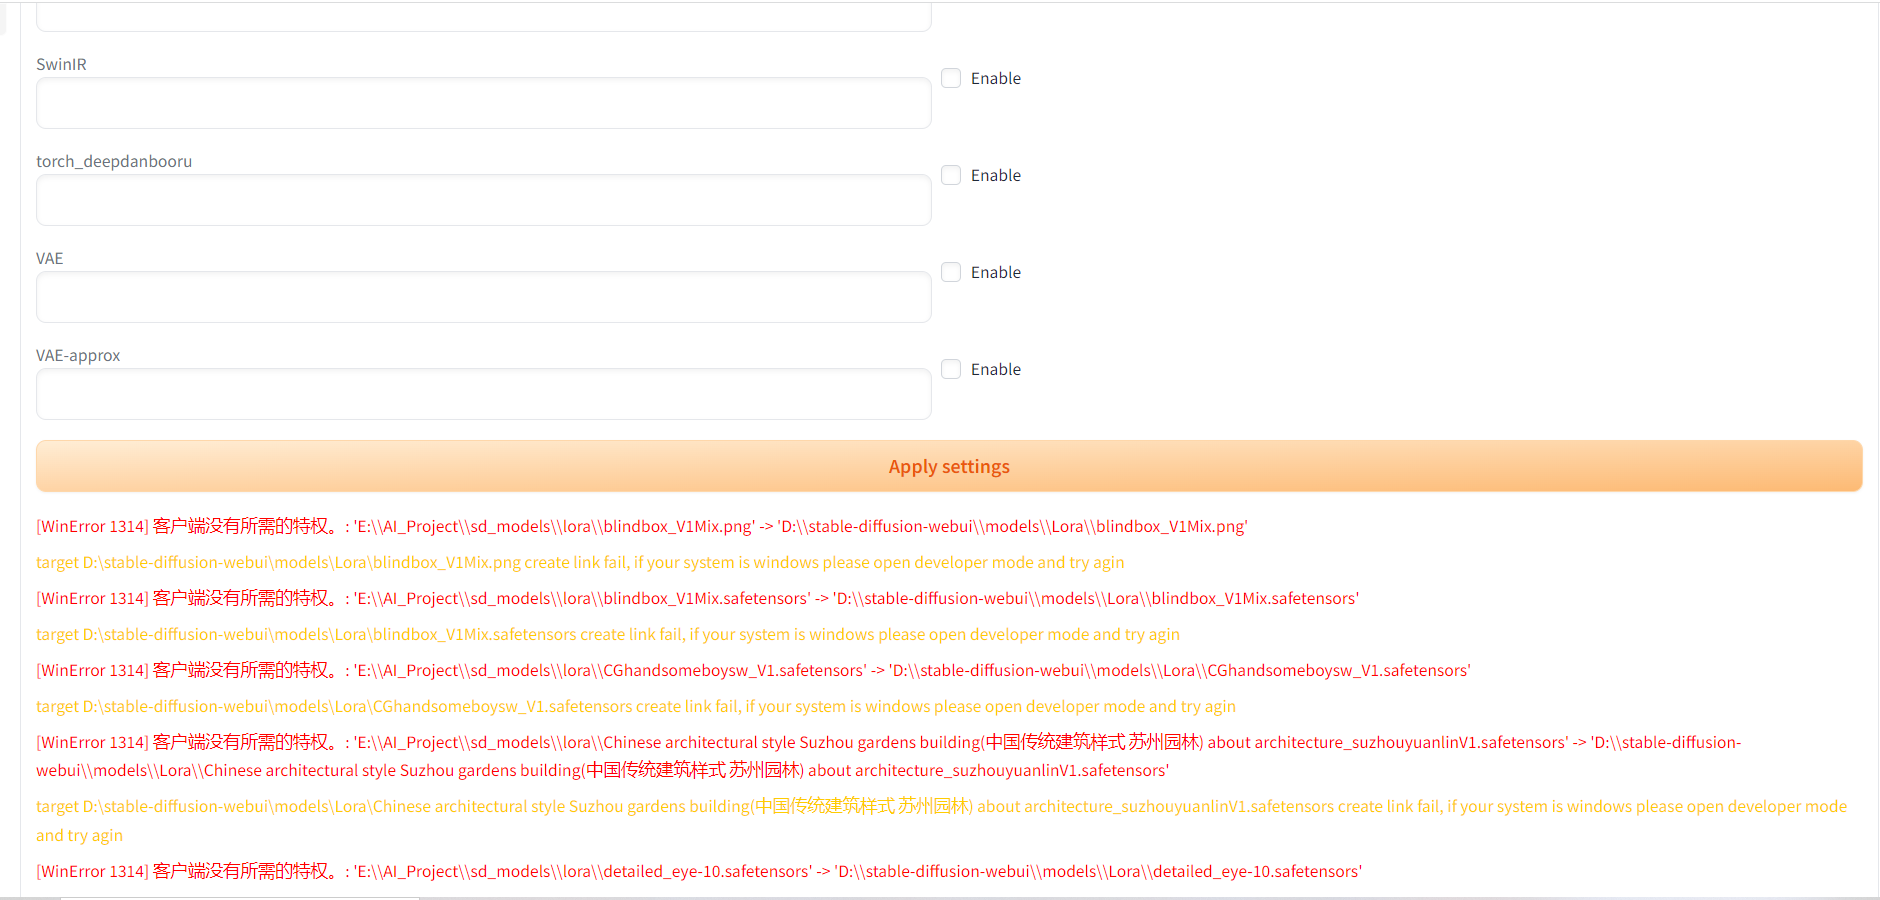 SwinIR
Enable
torch_deepdanbooru
Enable
VAE
Enable
VAE-approx
Enable
Apply settings
[WinError 1314] 客户端没有所需的特权。: 'E:\\AI_Project\\sd_models\\lora\\blindbox_V1Mix.png' -> 'D:\\stable-diffusion-webui\\models\\Lora\\blindbox_V1Mix.png'
target D:\stable-diffusion-webui\models\Lora\blindbox_V1Mix.png create link fail, if your system is windows please open developer mode and try agin
[WinError 1314] 客户端没有所需的特权。: 'E:\\AI_Project\\sd_models\\lora\\blindbox_V1Mix.safetensors' -> 'D:\\stable-diffusion-webui\\models\\Lora\\blindbox_V1Mix.safetensors'
target D:\stable-diffusion-webui\models\Lora\blindbox_V1Mix.safetensors create link fail, if your system is windows please open developer mode and try agin
[WinError 1314] 客户端没有所需的特权。: 'E:\\AI_Project\\sd_models\\lora\\CGhandsomeboysw_V1.safetensors' -> 'D:\\stable-diffusion-webui\\models\\Lora\\CGhandsomeboysw_V1.safetensors'
target D:\stable-diffusion-webui\models\Lora\CGhandsomeboysw_V1.safetensors create link fail, if your system is windows please open developer mode and try agin
[WinError 1314] 客户端没有所需的特权。: 'E:\\AI_Project\\sd_models\\lora\\Chinese architectural style Suzhou gardens building(中国传统建筑样式 苏州园林) about architecture_suzhouyuanlinV1.safetensors' -> 'D:\\stable-diffusion-
webui\\models\\Lora\\Chinese architectural style Suzhou gardens building(中国传统建筑样式 苏州园林) about architecture_suzhouyuanlinV1.safetensors'
target D:\stable-diffusion-webui\models\Lora\Chinese architectural style Suzhou gardens building(中国传统建筑样式 苏州园林) about architecture_suzhouyuanlinV1.safetensors create link fail, if your system is windows please open developer mode
and try agin
[WinError 1314] 客户端没有所需的特权。: 'E:\\AI_Project\\sd_models\\lora\\detailed_eye-10.safetensors' -> 'D:\\stable-diffusion-webui\\models\\Lora\\detailed_eye-10.safetensors'